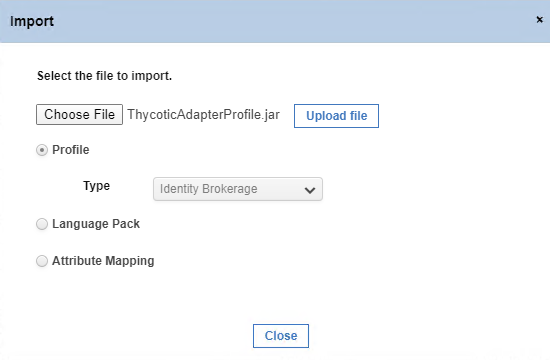 Import ×
Select the file to import.
Choose File ThycoticAdapterProfile.jar Upload file
Profile
Type Identity Brokerage
Language Pack
Attribute Mapping
Close